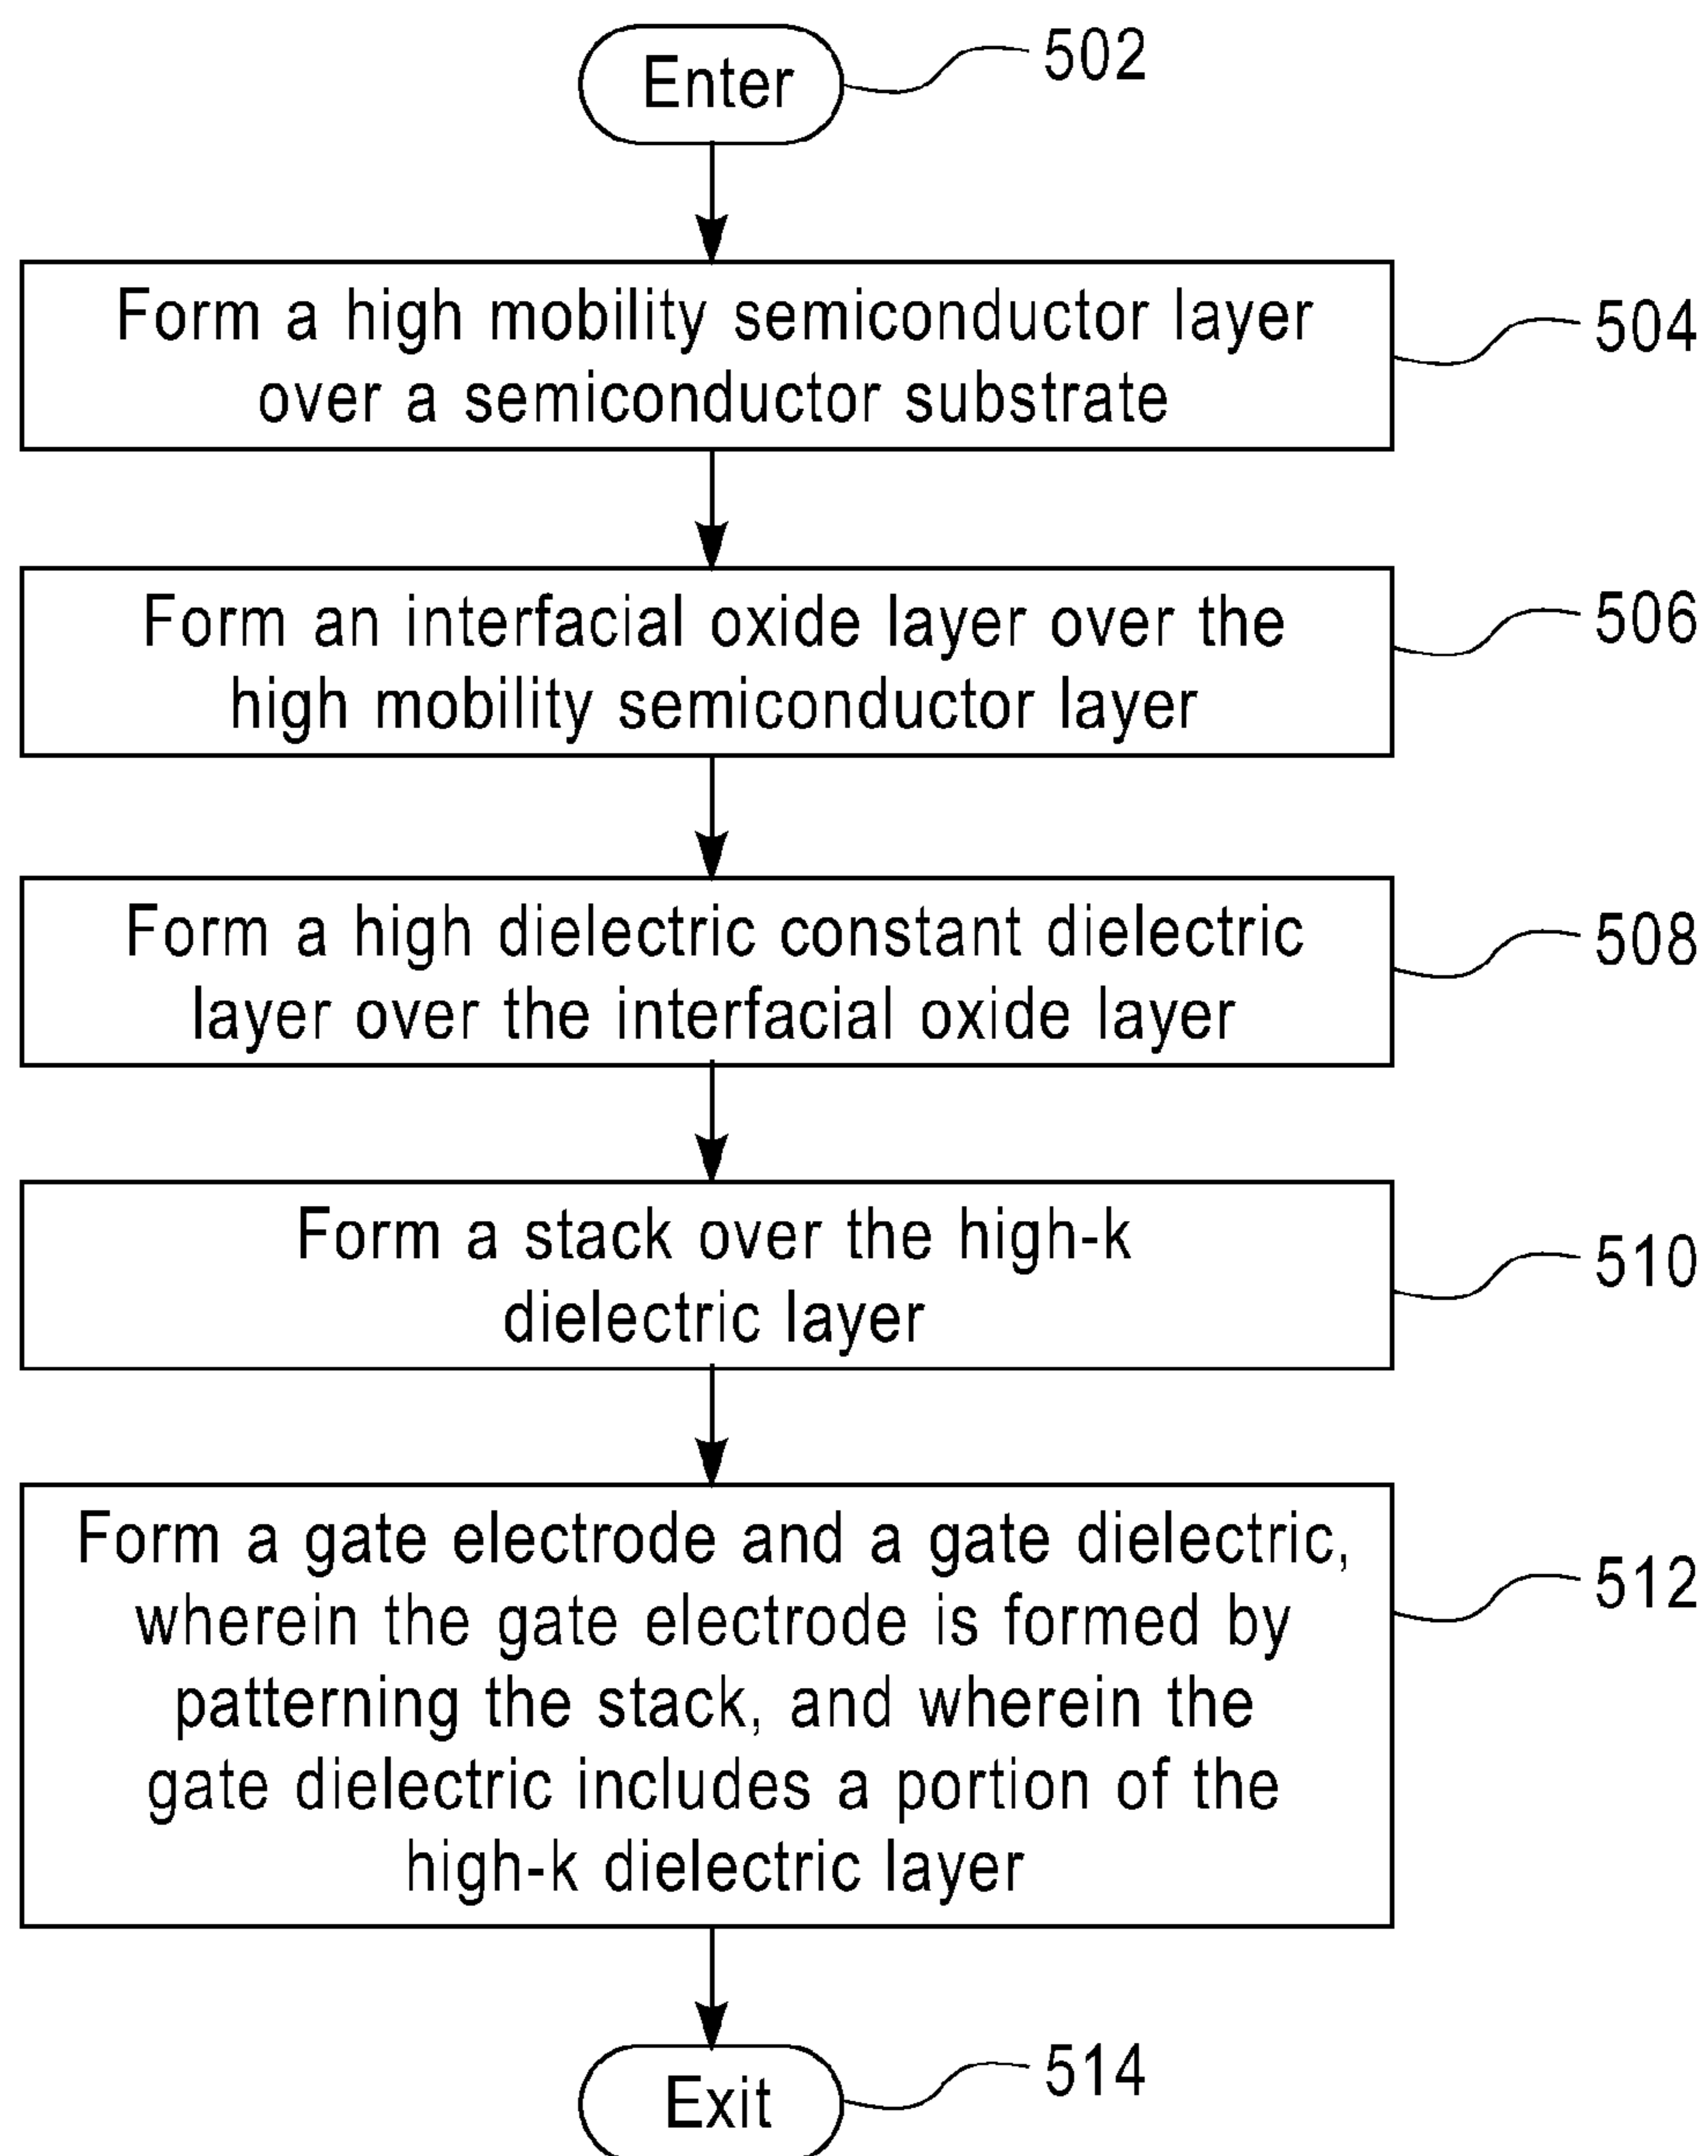 Enter
502
Form a high mobility semiconductor layer
over a semiconductor substrate
504
Form an interfacial oxide layer over the
high mobility semiconductor layer
506
Form a high dielectric constant dielectric
layer over the interfacial oxide layer
508
Form a stack over the high-k
dielectric layer
510
Form a gate electrode and a gate dielectric,
wherein the gate electrode is formed by
patterning the stack, and wherein the
gate dielectric includes a portion of the
high-k dielectric layer
512
Exit
514